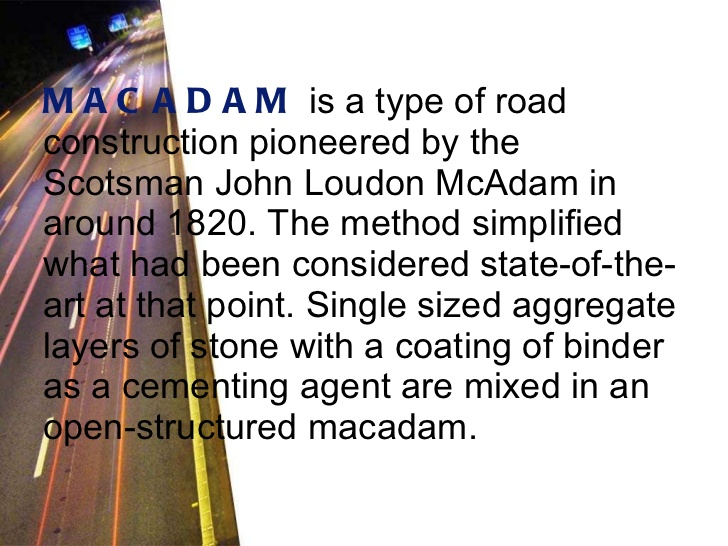 MACADAM is a type of road
construction pioneered by the
Scotsman John Loudon McAdam in
around 1820. The method simplified
what had been considered state-of-the-
art at that point. Single sized aggregate
layers of stone with a coating of binder
as a cementing agent are mixed in an
open-structured macadam.